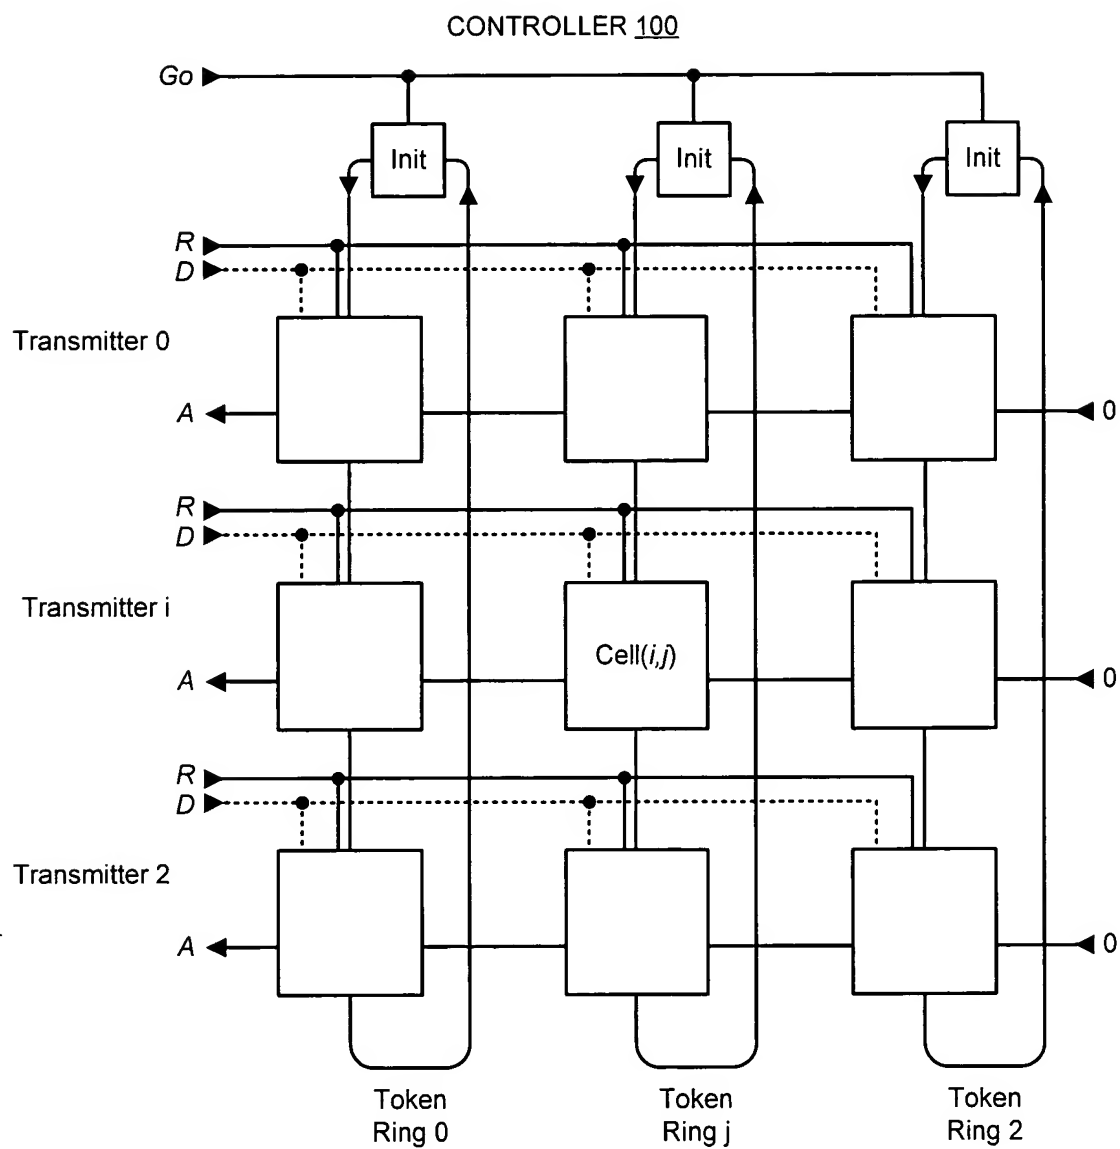 CONTROLLER 100
Go
Init Init Init
R
D
Transmitter 0
A 0
R
D
Transmitter i
Cell(i,j)
A 0
R
D
Transmitter 2
A 0
Token Token Token
Ring 0 Ring j Ring 2